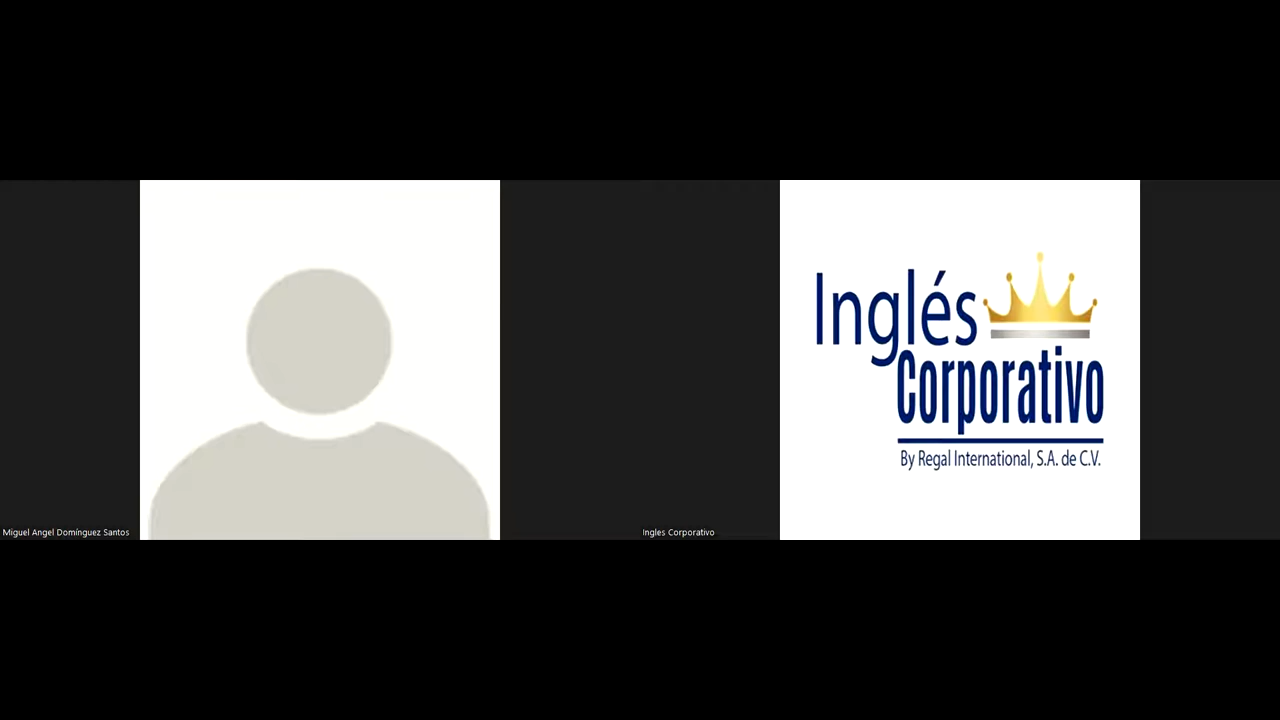 Inglés
Corporativo
By Regal International, S.A. de C.V.
Miguel Angel Domínguez Santos
Ingles Corporativo